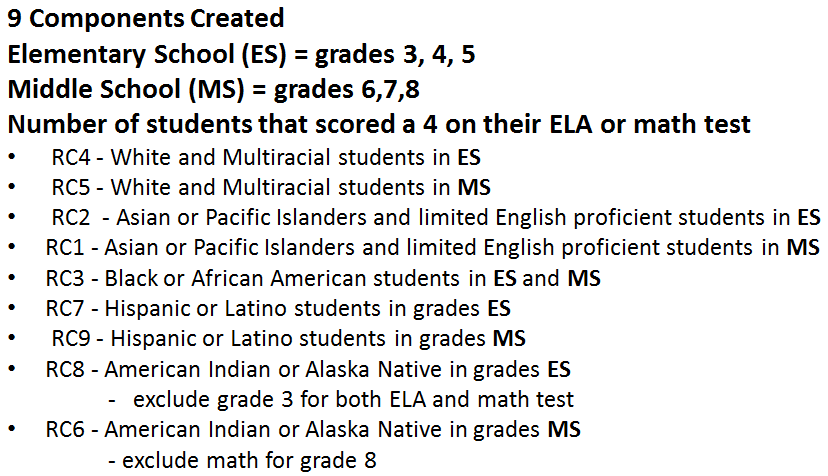 9 Components Created
Elementary School (ES) = grades 3, 4, 5
Middle School (MS) = grades 6,7,8
Number of students that scored a 4 on their ELA or math test
• RC4 - White and Multiracial students in ES
• RC5 - White and Multiracial students in MS
• RC2 - Asian or Pacific Islanders and limited English proficient students in ES
• RC1 - Asian or Pacific Islanders and limited English proficient students in MS
• RC3 - Black or African American students in ES and MS
• RC7 - Hispanic or Latino students in grades ES
• RC9 - Hispanic or Latino students in grades MS
• RC8 - American Indian or Alaska Native in grades ES
- exclude grade 3 for both ELA and math test
• RC6 - American Indian or Alaska Native in grades MS
- exclude math for grade 8